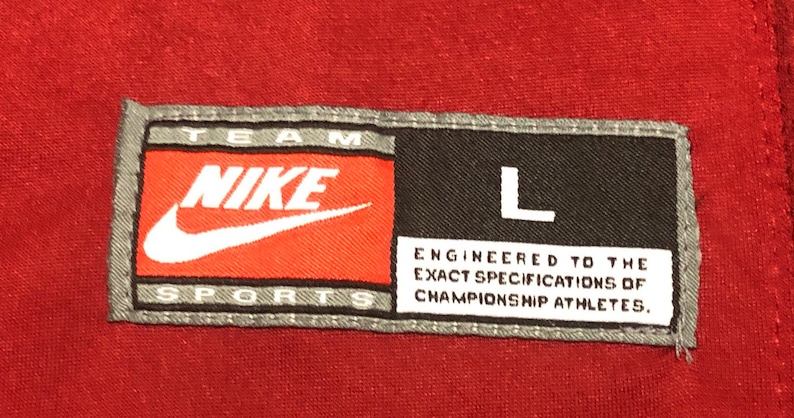 TEAM
NIKE
SPORTS
L
ENGINEERED TO THE
EXACT SPECIFICATIONS OF
CHAMPIONSHIP ATHLETES.